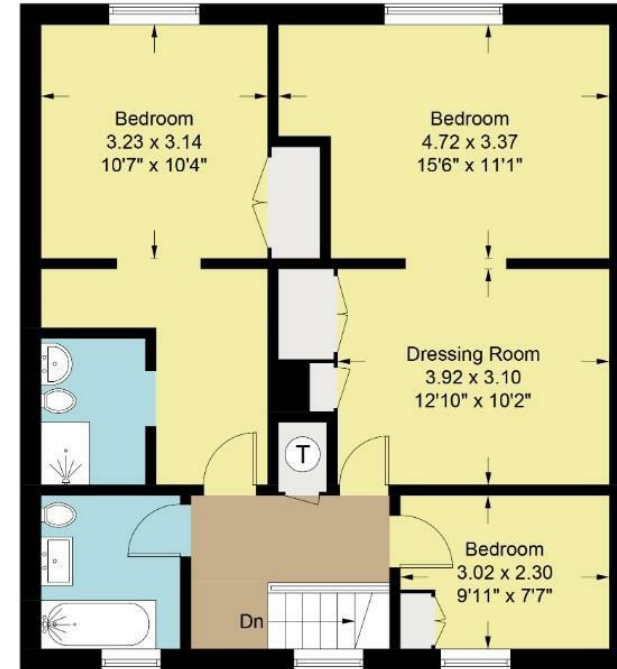 Bedroom
3.23 x 3.14
10'7" x 10'4"
Bedroom
4.72 x 3.37
15'6" x 11'1"
Dressing Room
3.92 x 3.10
12'10" x 10'2"
T
Bedroom
3.02 x 2.30
9'11" x 7'7"
Dn